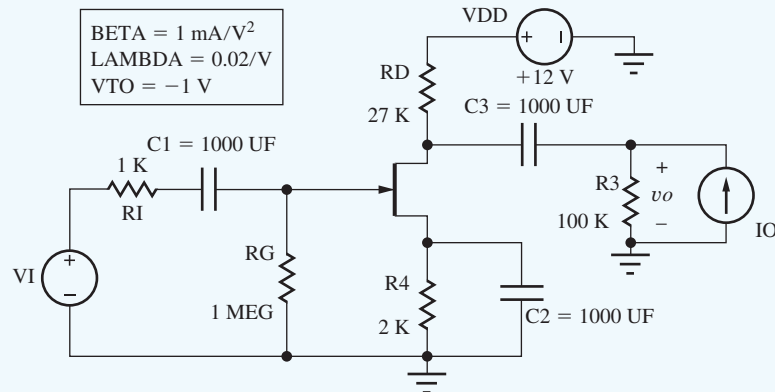 BETA = 1 mA/V²
LAMBDA = 0.02/V
VTO = −1 V
VDD
+
−
+12 V
RD
27 K
C3 = 1000 UF
C1 = 1000 UF
1 K
RI
R3
100 K
+
vo
−
IO
VI
+
−
RG
1 MEG
R4
2 K
C2 = 1000 UF